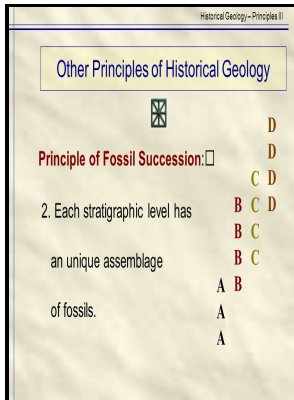 Historical Geology – Principles III
Other Principles of Historical Geology
Principle of Fossil Succession:□
2. Each stratigraphic level has
an unique assemblage
of fossils.
D
D
C D
B C D
B C
B C
A B
A
A